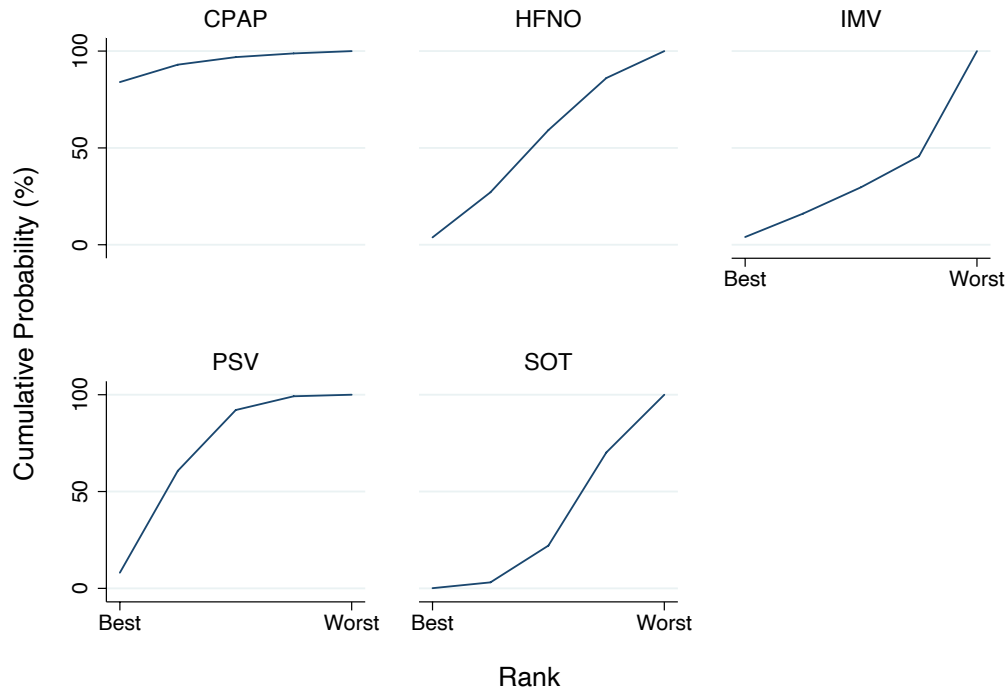 CPAP
HFNO
IMV
100
50
0
Best
Worst
PSV
SOT
100
50
0
Best
Worst
Best
Worst
Cumulative Probability (%)
Rank